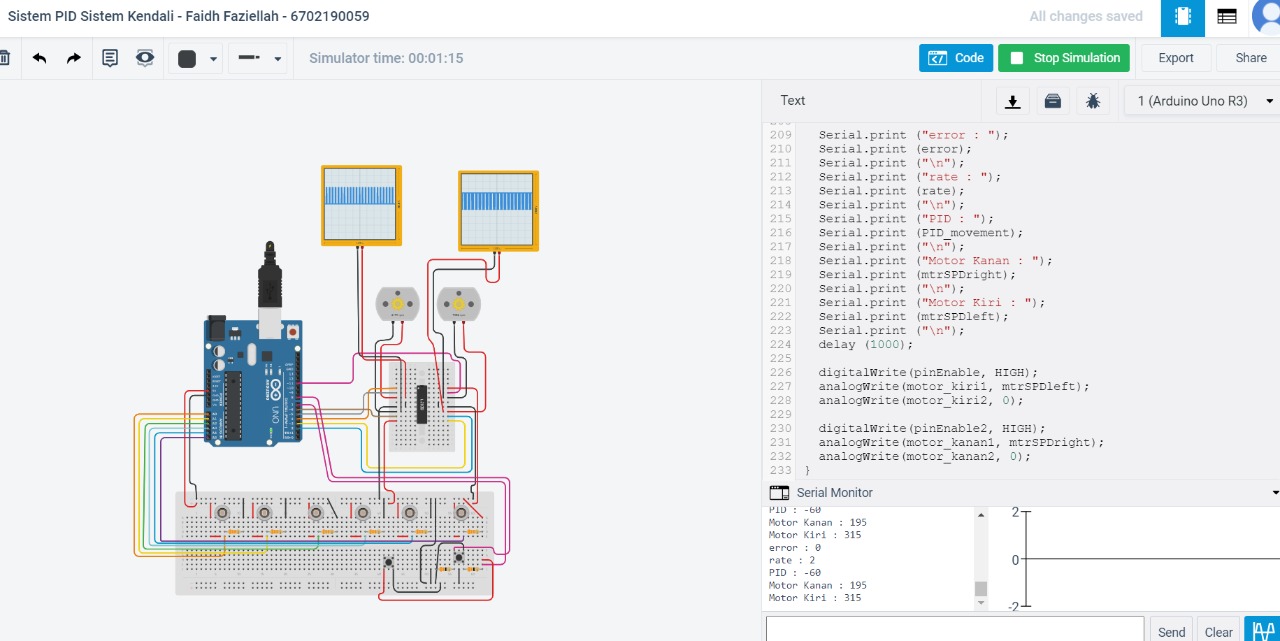 Sistem PID Sistem Kendali - Faidh Faziellah - 6702190059
All changes saved
Simulator time: 00:01:15
Code
Stop Simulation
Export
Share
Text
1 (Arduino Uno R3)
209 Serial.print ("error : ");
210 Serial.print (error);
211 Serial.print ("\n");
212 Serial.print ("rate : ");
213 Serial.print (rate);
214 Serial.print ("\n");
215 Serial.print ("PID : ");
216 Serial.print (PID_movement);
217 Serial.print ("\n");
218 Serial.print ("Motor Kanan : ");
219 Serial.print (mtrSPDright);
220 Serial.print ("\n");
221 Serial.print ("Motor Kiri : ");
222 Serial.print (mtrSPDleft);
223 Serial.print ("\n");
224 delay (1000);
225
226 digitalWrite(pinEnable, HIGH);
227 analogWrite(motor_kiri1, mtrSPDleft);
228 analogWrite(motor_kiri2, 0);
229
230 digitalWrite(pinEnable2, HIGH);
231 analogWrite(motor_kanan1, mtrSPDright);
232 analogWrite(motor_kanan2, 0);
233 }
UNO
Serial Monitor
PID : -60
Motor Kanan : 195
Motor Kiri : 315
error : 0
rate : 2
PID : -60
Motor Kanan : 195
Motor Kiri : 315
2
0
-2
Send
Clear